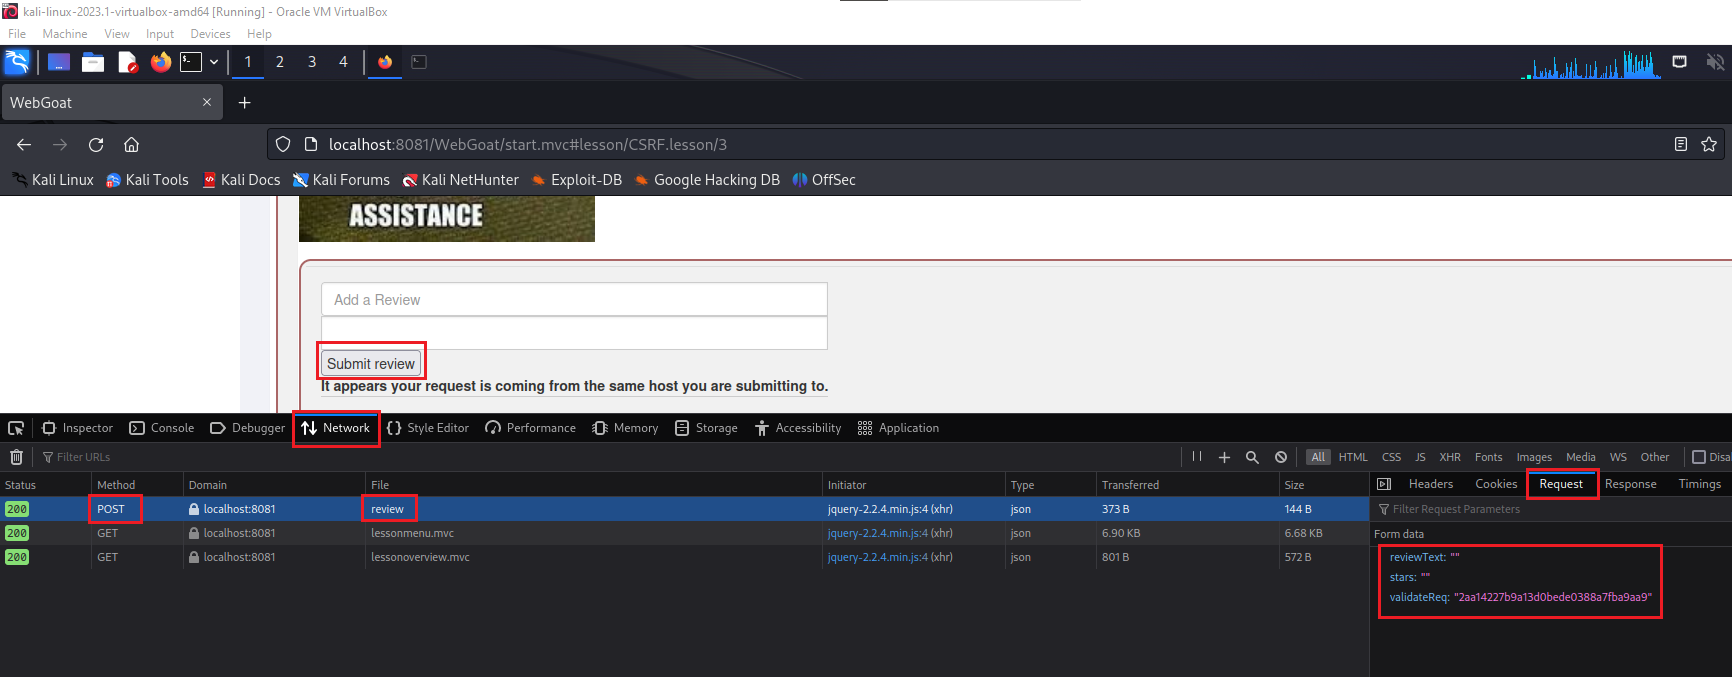 kali-linux-2023.1-virtualbox-amd64 [Running] - Oracle VM VirtualBox
File Machine View Input Devices Help
1 2 3 4
WebGoat
localhost:8081/WebGoat/start.mvc#lesson/CSRF.lesson/3
Kali Linux Kali Tools Kali Docs Kali Forums Kali NetHunter Exploit-DB Google Hacking DB OffSec
ASSISTANCE
Add a Review
Submit review
It appears your request is coming from the same host you are submitting to.
Inspector Console Debugger Network Style Editor Performance Memory Storage Accessibility Application
Filter URLs All HTML CSS JS XHR Fonts Images Media WS Other Disa
Status Method Domain File Initiator Type Transferred Size
200 POST localhost:8081 review jquery-2.2.4.min.js:4 (xhr) json 373 B 144 B
200 GET localhost:8081 lessonmenu.mvc jquery-2.2.4.min.js:4 (xhr) json 6.90 KB 6.68 KB
200 GET localhost:8081 lessonoverview.mvc jquery-2.2.4.min.js:4 (xhr) json 801 B 572 B
Headers Cookies Request Response Timings
Filter Request Parameters
Form data
reviewText: ""
stars: ""
validateReq: "2aa14227b9a13d0bede0388a7fba9aa9"